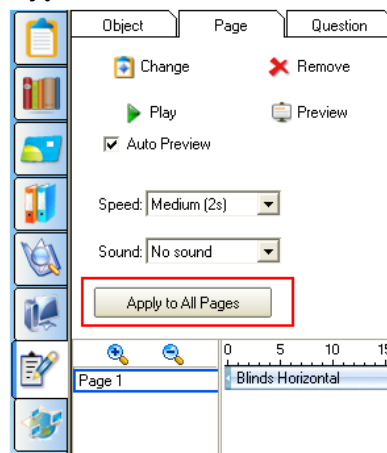 Object Page Question
Change Remove
Play Preview
Auto Preview
Speed: Medium (2s)
Sound: No sound
Apply to All Pages
0 5 10 15
Page 1 Blinds Horizontal